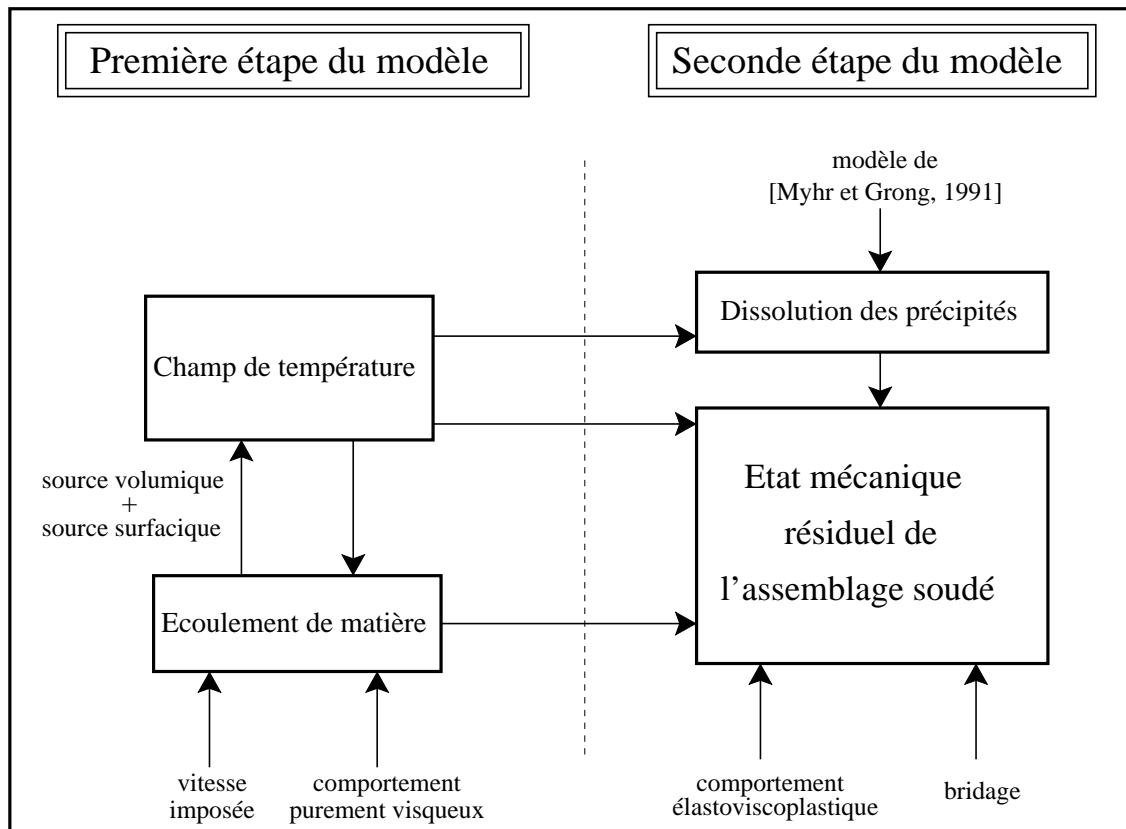 Première étape du modèle
Seconde étape du modèle
modèle de
[Myhr et Grong, 1991]
Dissolution des précipités
Champ de température
Etat mécanique
résiduel de
l’assemblage soudé
source volumique
+
source surfacique
Ecoulement de matière
vitesse
imposée
comportement
purement visqueux
comportement
élastoviscoplastique
bridage